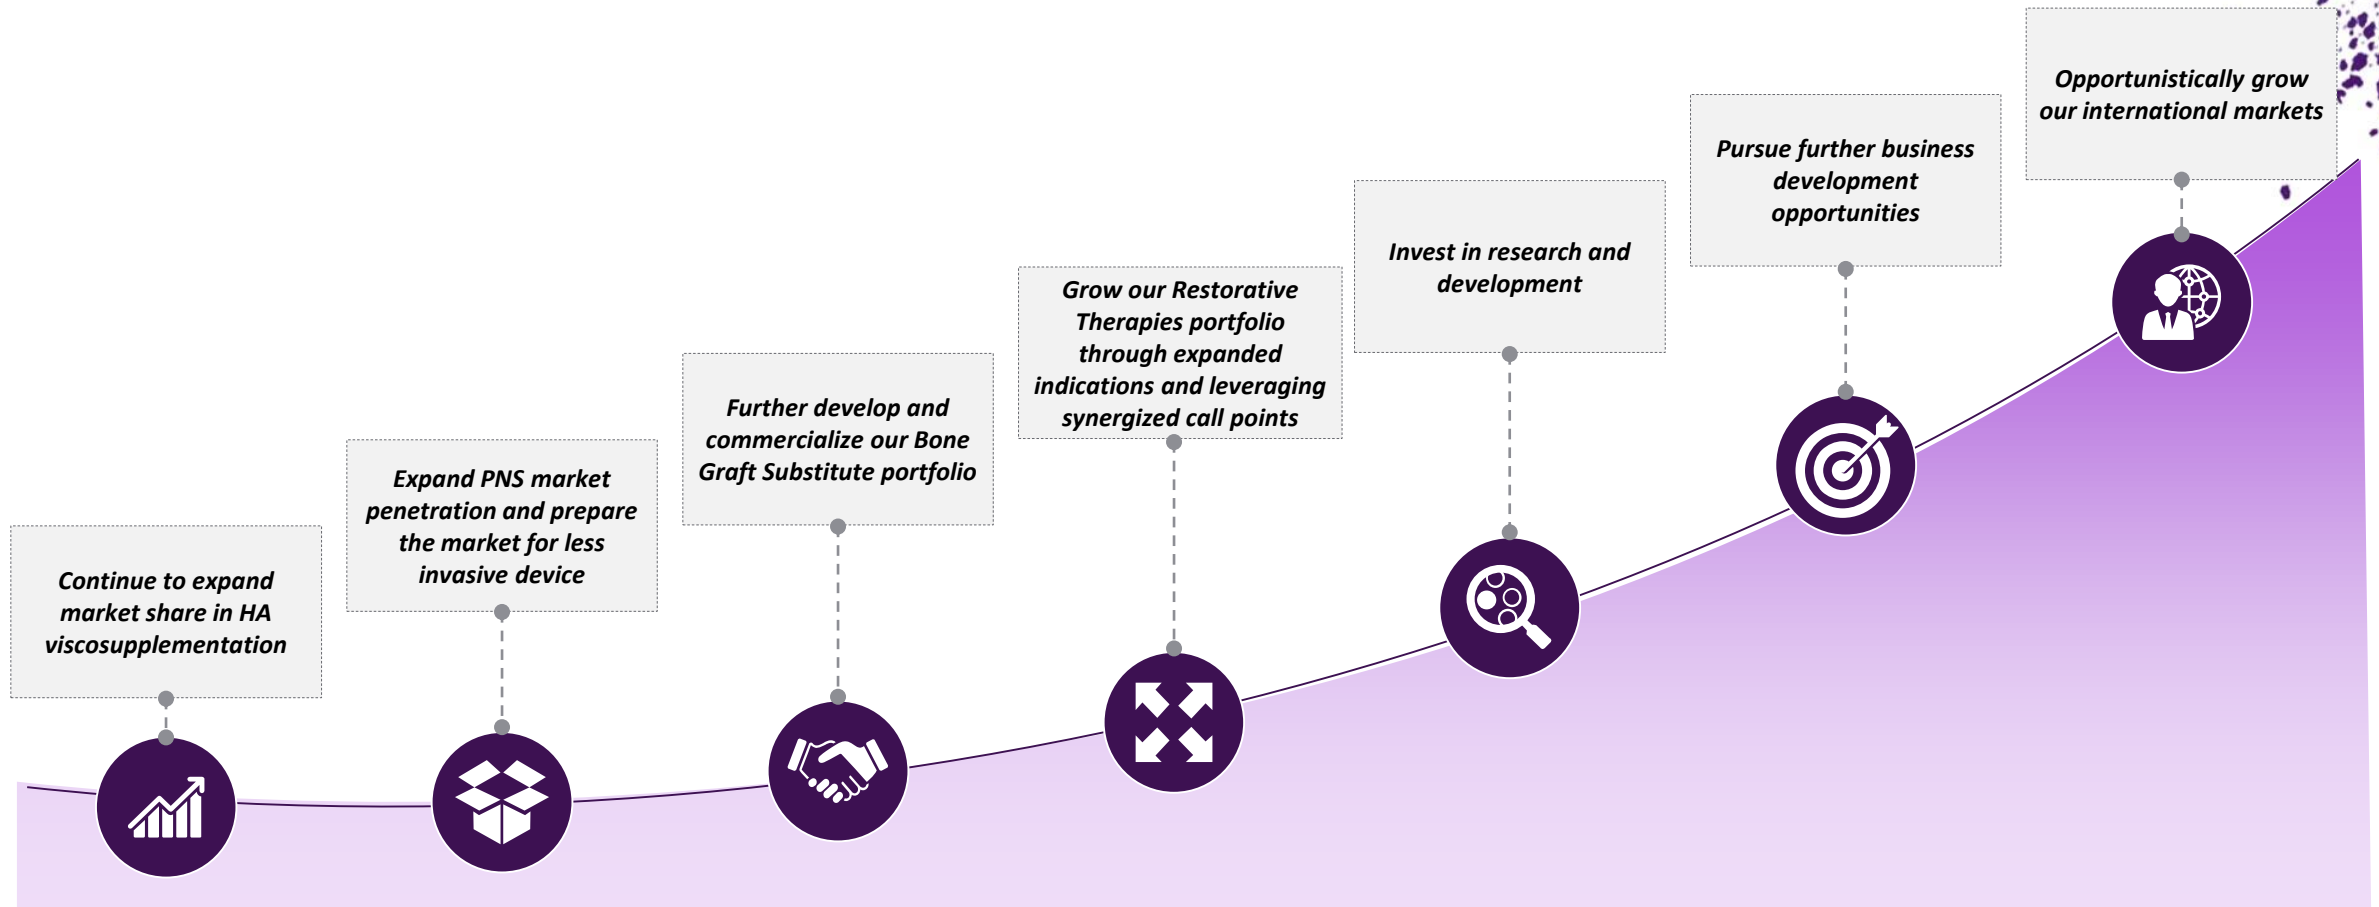 Continue to expand
market share in HA
viscosupplementation
Expand PNS market
penetration and prepare
the market for less
invasive device
Further develop and
commercialize our Bone
Graft Substitute portfolio
Grow our Restorative
Therapies portfolio
through expanded
indications and leveraging
synergized call points
Invest in research and
development
Pursue further business
development
opportunities
Opportunistically grow
our international markets